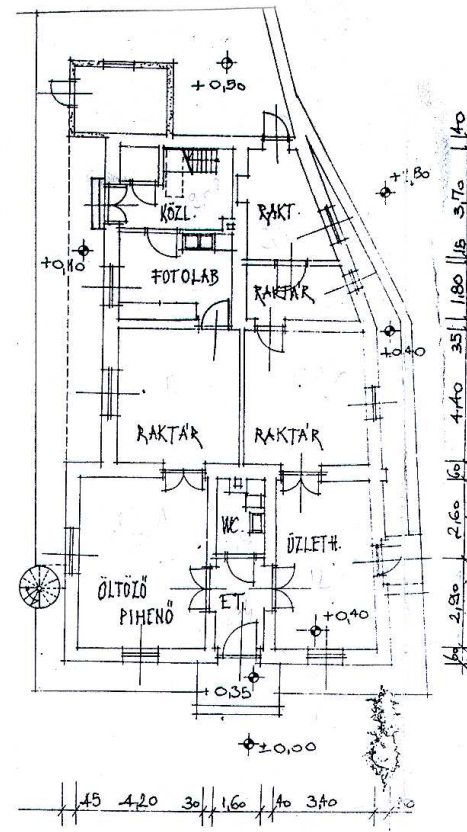 +0,50
+1,80
KÖZL.
RAKT.
+0,10
FOTOLAB
RAKTÁR
+0,40
RAKTÁR
RAKTÁR
WC.
ÜZLETH.
ÖLTÖZŐ
PIHENŐ
ET.
+0,40
+0,35
±0,00
45 4,20 30 1,60 40 3,40
60 2,90 2,60 60 4,40 35 1,80 15 3,70 40